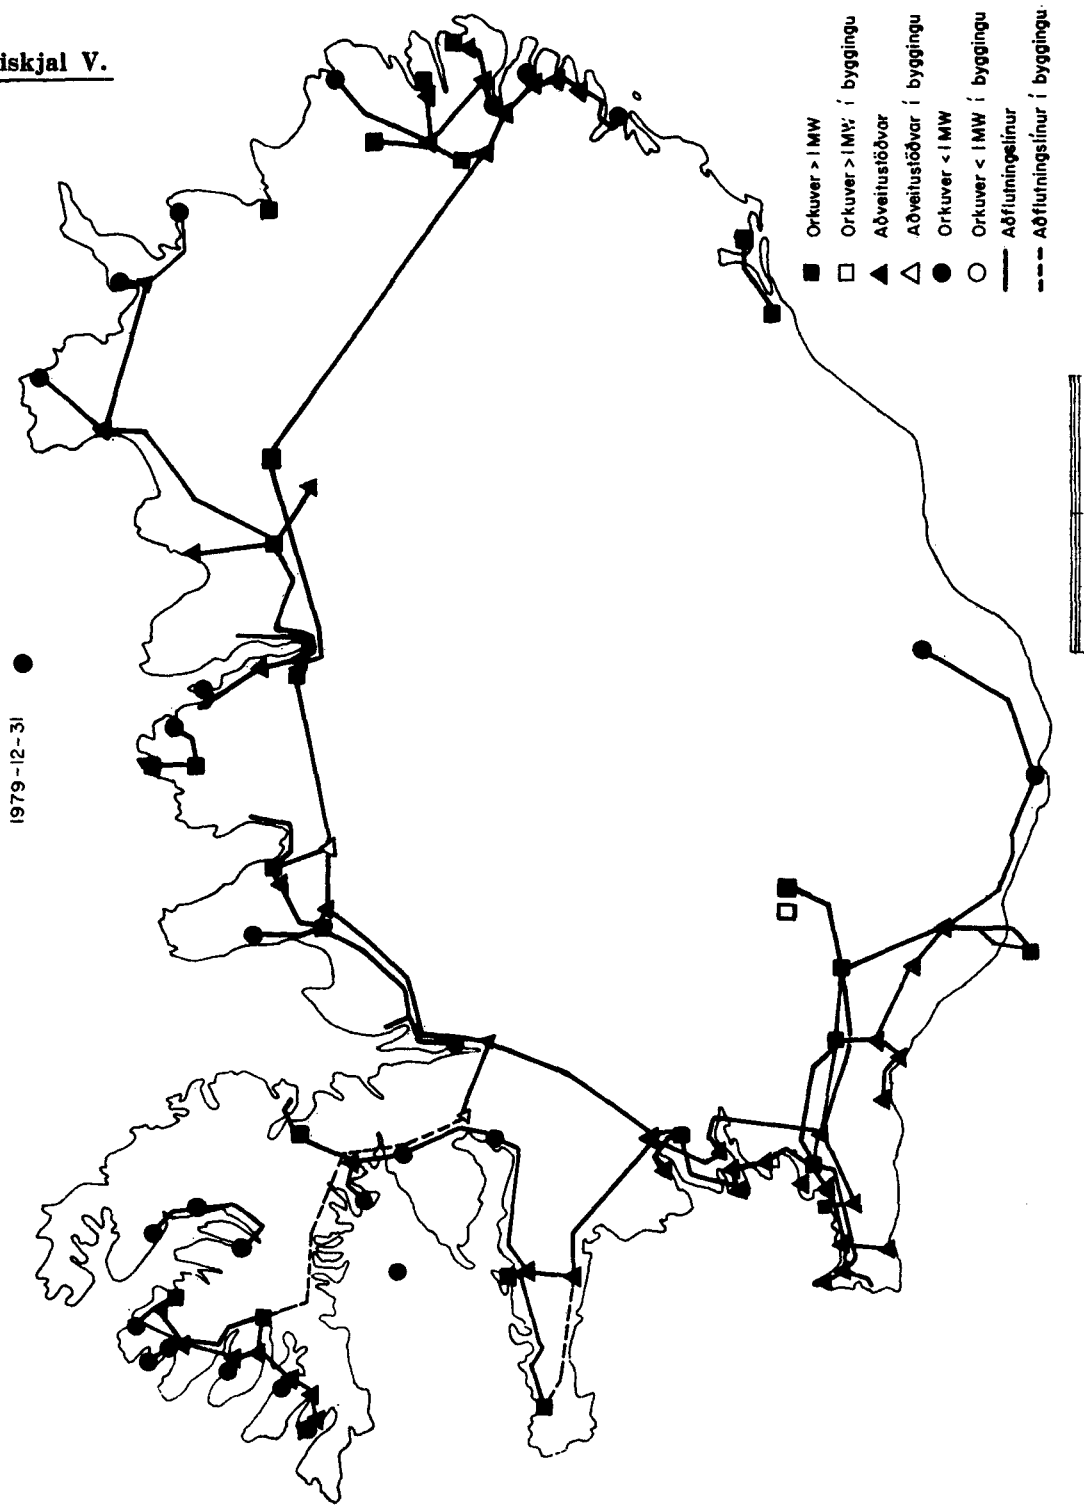 iskjal V.
1979-12-31
Orkuver > 1 MW
Orkuver > 1 MW í byggingu
Aðveitustöðvar
Aðveitustöðvar í byggingu
Orkuver < 1 MW
Orkuver < 1 MW í byggingu
Aðflutningslínur
Aðflutningslínur í byggingu